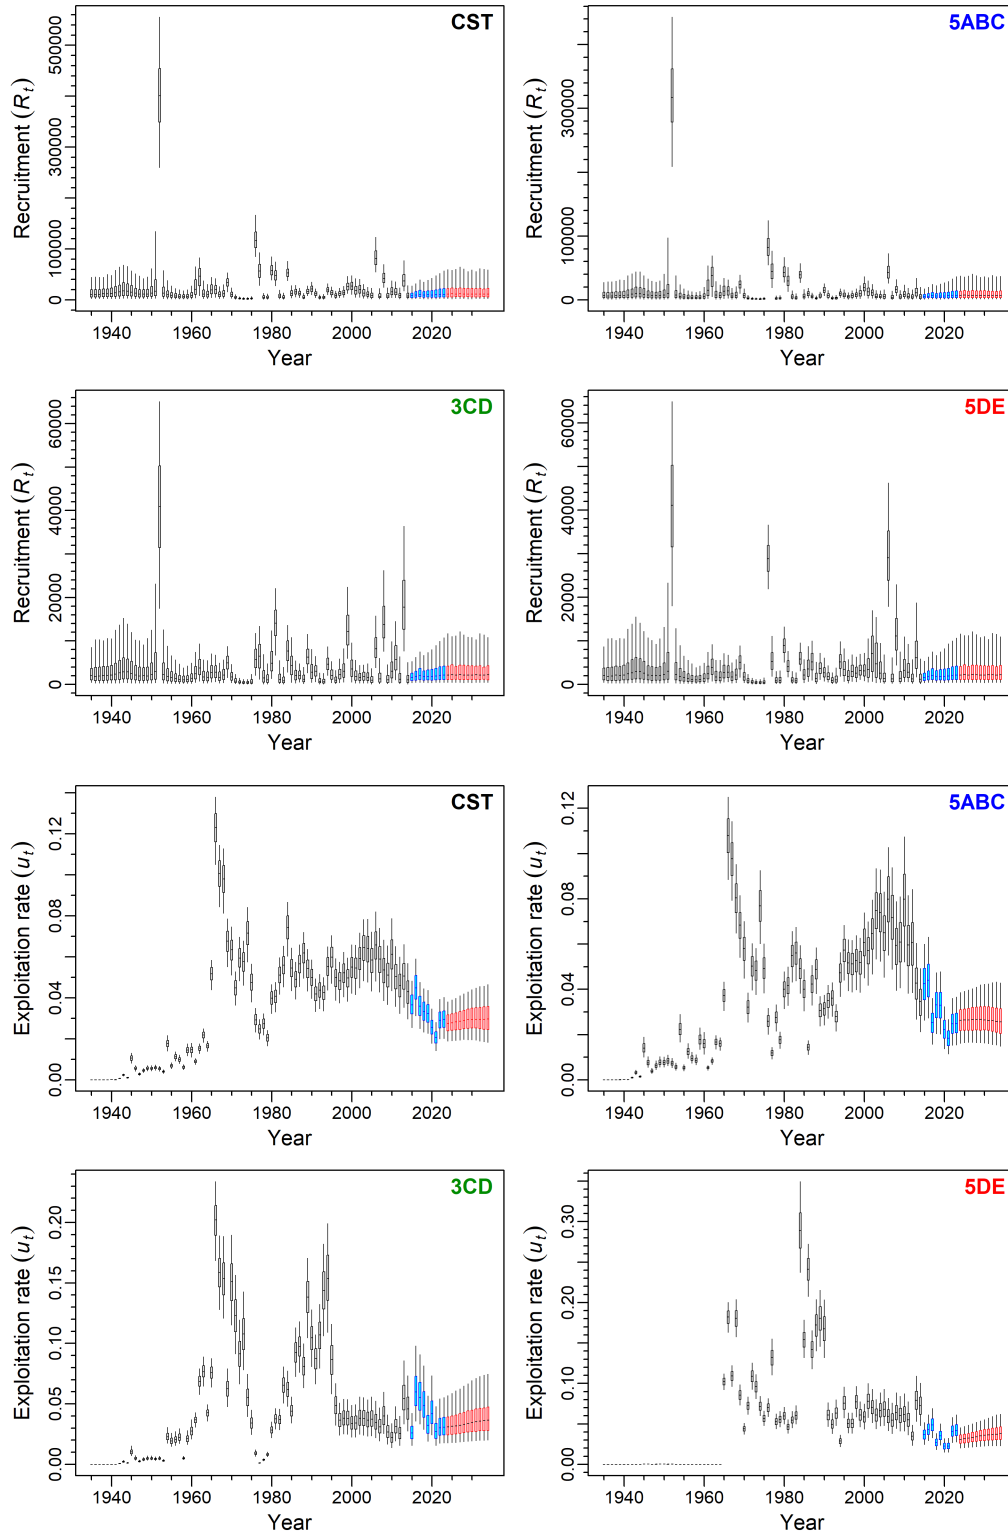 CST
Recruitment (Rt)
500000
300000
100000
0
1940 1960 1980 2000 2020
Year
5ABC
Recruitment (Rt)
300000
100000
0
1940 1960 1980 2000 2020
Year
3CD
Recruitment (Rt)
60000
40000
20000
0
1940 1960 1980 2000 2020
Year
5DE
Recruitment (Rt)
60000
40000
20000
0
1940 1960 1980 2000 2020
Year
CST
Exploitation rate (ut)
0.12
0.08
0.04
0.00
1940 1960 1980 2000 2020
Year
5ABC
Exploitation rate (ut)
0.12
0.08
0.04
0.00
1940 1960 1980 2000 2020
Year
3CD
Exploitation rate (ut)
0.20
0.15
0.10
0.05
0.00
1940 1960 1980 2000 2020
Year
5DE
Exploitation rate (ut)
0.30
0.20
0.10
0.00
1940 1960 1980 2000 2020
Year